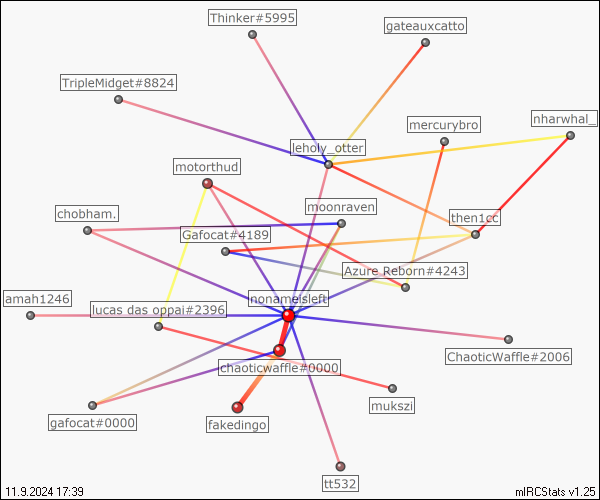 Thinker#5995
gateauxcatto
TripleMidget#8824
nharwhal_
mercurybro
leholy_otter
motorthud
moonraven
chobham.
then1cc
Gafocat#4189
Azure Reborn#4243
amah1246
nonameisleft
lucas das oppai#2396
ChaoticWaffle#2006
chaoticwaffle#0000
mukszi
gafocat#0000
fakedingo
tt532
11.9.2024 17:39
mIRCStats v1.25